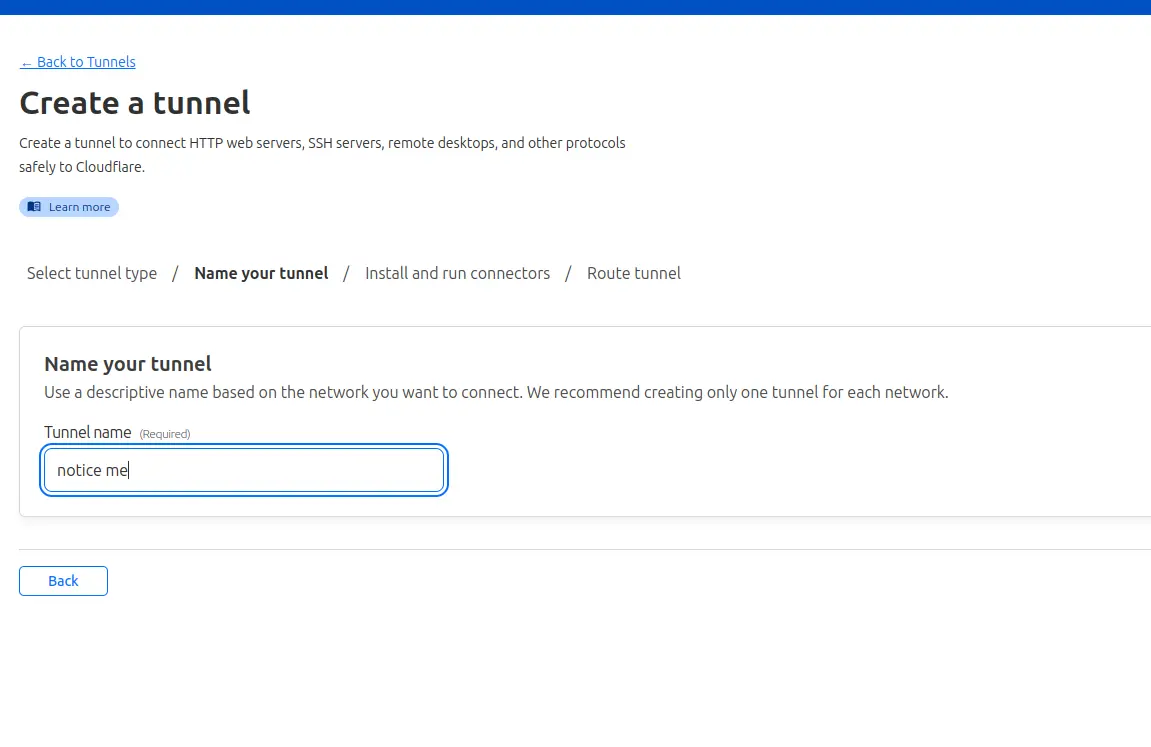 ← Back to Tunnels
Create a tunnel
Create a tunnel to connect HTTP web servers, SSH servers, remote desktops, and other protocols
safely to Cloudflare.
Learn more
Select tunnel type / Name your tunnel / Install and run connectors / Route tunnel
Name your tunnel
Use a descriptive name based on the network you want to connect. We recommend creating only one tunnel for each network.
Tunnel name (Required)
notice me
Back